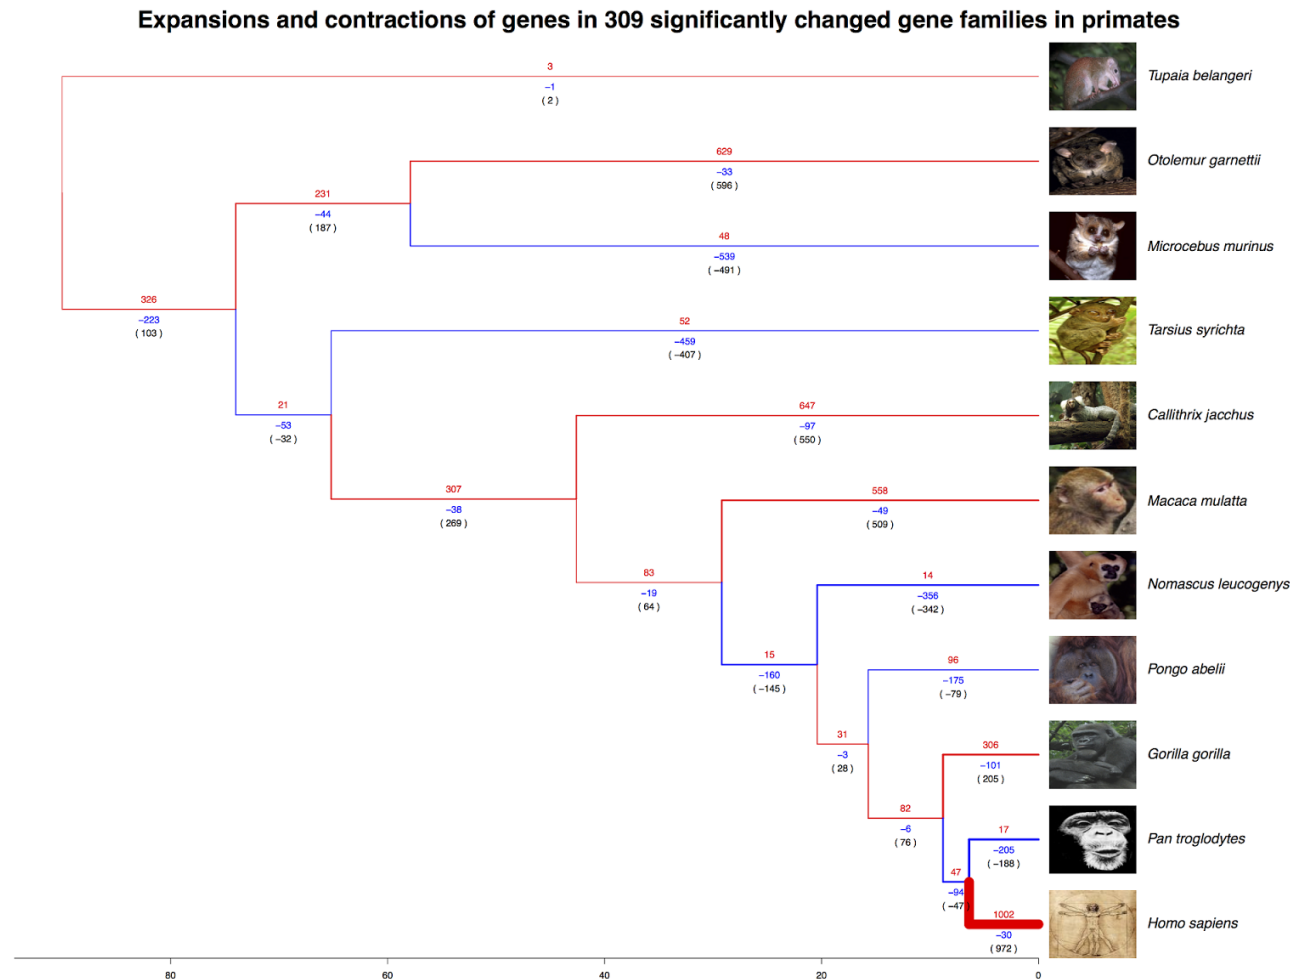 Expansions and contractions of genes in 309 significantly changed gene families in primates
3
−1
( 2 )
Tupaia belangeri
629
−33
( 596 )
Otolemur garnettii
231
−44
( 187 )
48
−539
( −491 )
Microcebus murinus
326
−223
( 103 )
52
−459
( −407 )
Tarsius syrichta
21
−53
( −32 )
647
−97
( 550 )
Callithrix jacchus
307
−38
( 269 )
558
−49
( 509 )
Macaca mulatta
83
−19
( 64 )
14
−356
( −342 )
Nomascus leucogenys
15
−160
( −145 )
96
−175
( −79 )
Pongo abelii
31
−3
( 28 )
306
−101
( 205 )
Gorilla gorilla
82
−6
( 76 )
17
−205
( −188 )
Pan troglodytes
47
−94
( −47 )
1002
−30
( 972 )
Homo sapiens
80 60 40 20 0